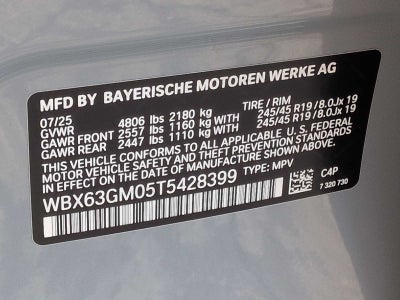 MFD BY BAYERISCHE MOTOREN WERKE AG
07/25 TIRE / RIM
GVWR 4806 lbs 2180 kg
GAWR FRONT 2557 lbs 1160 kg WITH 245/45 R19 / 8.0Jx 19
GAWR REAR 2447 lbs 1110 kg WITH 245/45 R19 / 8.0Jx 19
THIS VEHICLE CONFORMS TO ALL APPLICABLE U.S. FEDERAL
MOTOR VEHICLE SAFETY, BUMPER AND THEFT PREVENTION
STANDARDS IN EFFECT ON THE DATE OF MANUFACTURE SHOWN ABOVE.
WBX63GM05T5428399 TYPE: MPV C4P
7 320 730